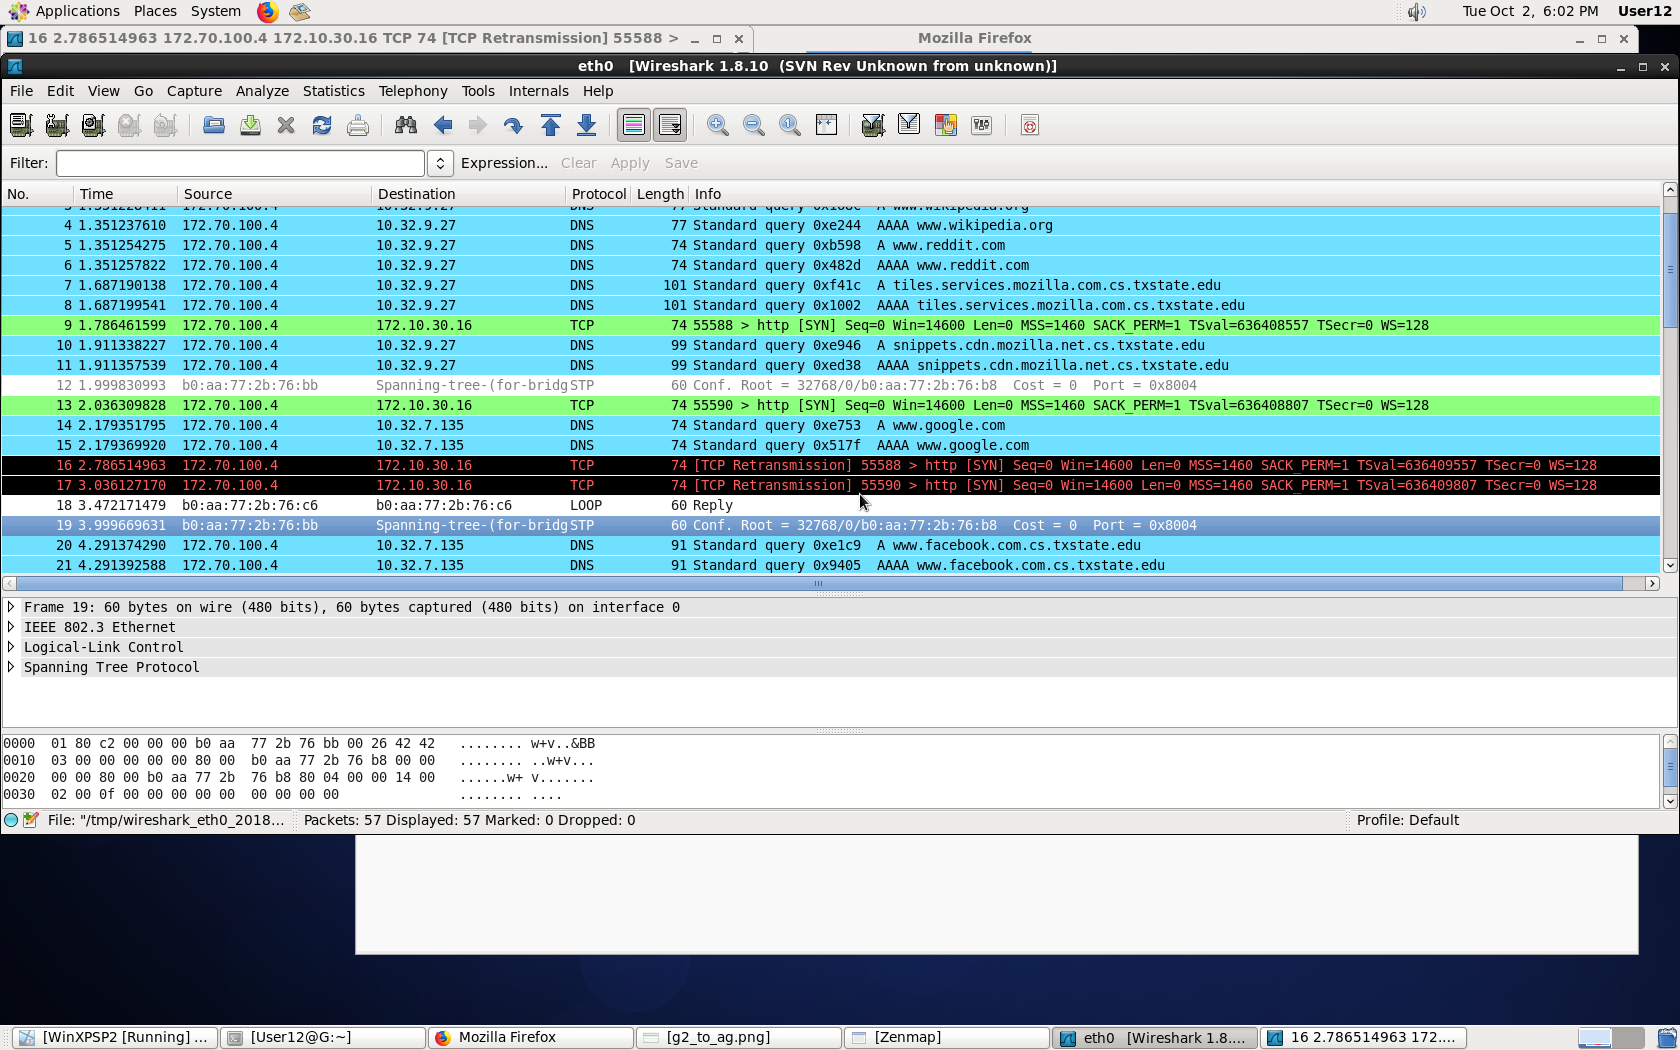 Applications Places System Tue Oct 2, 6:02 PM User12
16 2.786514963 172.70.100.4 172.10.30.16 TCP 74 [TCP Retransmission] 55588 > Mozilla Firefox
eth0 [Wireshark 1.8.10 (SVN Rev Unknown from unknown)]
File Edit View Go Capture Analyze Statistics Telephony Tools Internals Help
Filter: Expression... Clear Apply Save
No. Time Source Destination Protocol Length Info
4 1.351237610 172.70.100.4 10.32.9.27 DNS 77 Standard query 0xe244 AAAA www.wikipedia.org
5 1.351254275 172.70.100.4 10.32.9.27 DNS 74 Standard query 0xb598 A www.reddit.com
6 1.351257822 172.70.100.4 10.32.9.27 DNS 74 Standard query 0x482d AAAA www.reddit.com
7 1.687190138 172.70.100.4 10.32.9.27 DNS 101 Standard query 0xf41c A tiles.services.mozilla.com.cs.txstate.edu
8 1.687199541 172.70.100.4 10.32.9.27 DNS 101 Standard query 0x1002 AAAA tiles.services.mozilla.com.cs.txstate.edu
9 1.786461599 172.70.100.4 172.10.30.16 TCP 74 55588 > http [SYN] Seq=0 Win=14600 Len=0 MSS=1460 SACK_PERM=1 TSval=636408557 TSecr=0 WS=128
10 1.911338227 172.70.100.4 10.32.9.27 DNS 99 Standard query 0xe946 A snippets.cdn.mozilla.net.cs.txstate.edu
11 1.911357539 172.70.100.4 10.32.9.27 DNS 99 Standard query 0xed38 AAAA snippets.cdn.mozilla.net.cs.txstate.edu
12 1.999830993 b0:aa:77:2b:76:bb Spanning-tree-(for-bridg STP 60 Conf. Root = 32768/0/b0:aa:77:2b:76:b8 Cost = 0 Port = 0x8004
13 2.036309828 172.70.100.4 172.10.30.16 TCP 74 55590 > http [SYN] Seq=0 Win=14600 Len=0 MSS=1460 SACK_PERM=1 TSval=636408807 TSecr=0 WS=128
14 2.179351795 172.70.100.4 10.32.7.135 DNS 74 Standard query 0xe753 A www.google.com
15 2.179369920 172.70.100.4 10.32.7.135 DNS 74 Standard query 0x517f AAAA www.google.com
16 2.786514963 172.70.100.4 172.10.30.16 TCP 74 [TCP Retransmission] 55588 > http [SYN] Seq=0 Win=14600 Len=0 MSS=1460 SACK_PERM=1 TSval=636409557 TSecr=0 WS=128
17 3.036127170 172.70.100.4 172.10.30.16 TCP 74 [TCP Retransmission] 55590 > http [SYN] Seq=0 Win=14600 Len=0 MSS=1460 SACK_PERM=1 TSval=636409807 TSecr=0 WS=128
18 3.472171479 b0:aa:77:2b:76:c6 b0:aa:77:2b:76:c6 LOOP 60 Reply
19 3.999669631 b0:aa:77:2b:76:bb Spanning-tree-(for-bridg STP 60 Conf. Root = 32768/0/b0:aa:77:2b:76:b8 Cost = 0 Port = 0x8004
20 4.291374290 172.70.100.4 10.32.7.135 DNS 91 Standard query 0xe1c9 A www.facebook.com.cs.txstate.edu
21 4.291392588 172.70.100.4 10.32.7.135 DNS 91 Standard query 0x9405 AAAA www.facebook.com.cs.txstate.edu
Frame 19: 60 bytes on wire (480 bits), 60 bytes captured (480 bits) on interface 0
IEEE 802.3 Ethernet
Logical-Link Control
Spanning Tree Protocol
0000 01 80 c2 00 00 00 b0 aa 77 2b 76 bb 00 26 42 42 ........ w+v..&BB
0010 03 00 00 00 00 00 80 00 b0 aa 77 2b 76 b8 00 00 ........ ..w+v...
0020 00 00 80 00 b0 aa 77 2b 76 b8 80 04 00 00 14 00 ......w+ v.......
0030 02 00 0f 00 00 00 00 00 00 00 00 00 ........ ....
File: "/tmp/wireshark_eth0_2018... Packets: 57 Displayed: 57 Marked: 0 Dropped: 0 Profile: Default
[WinXPSP2 [Running] ... [User12@G:~] Mozilla Firefox [g2_to_ag.png] [Zenmap] eth0 [Wireshark 1.8.... 16 2.786514963 172....